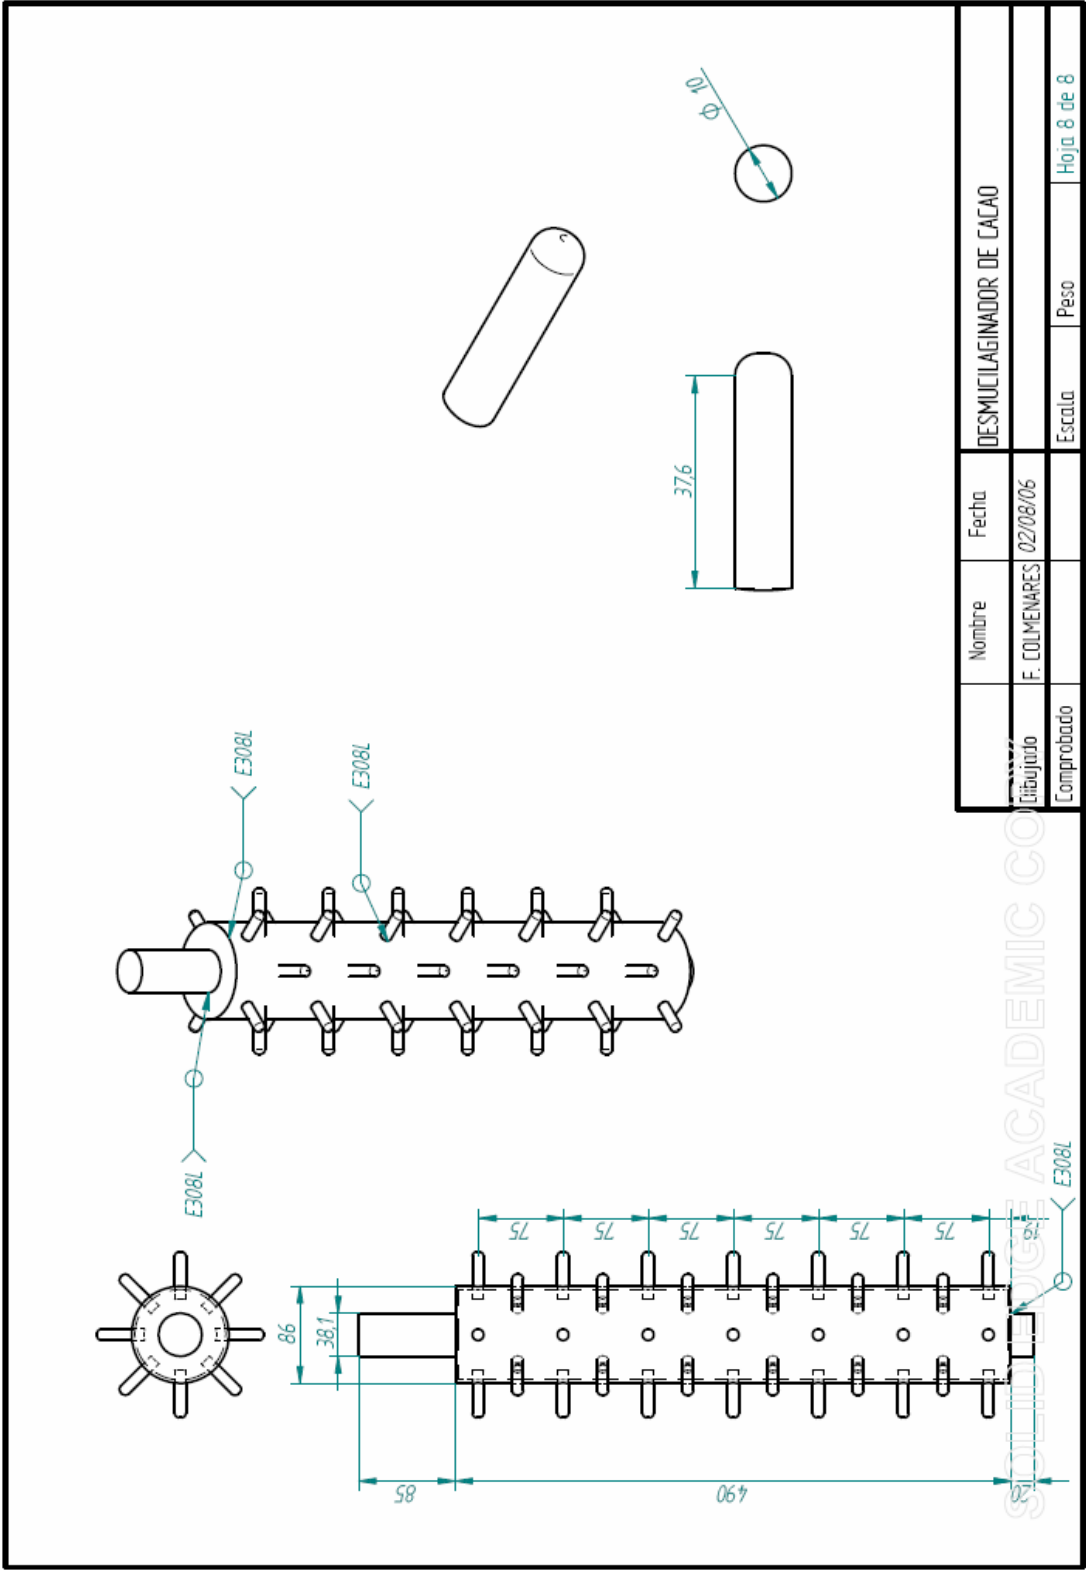 Φ 10
37,6
E308L
E308L
E308L
E308L
86
38,1
75
75
75
75
75
75
19
85
490
20
Nombre
Fecha
DESMUCILAGINADOR DE CACAO
Dibujado
F. COLMENARES
02/08/06
Comprobado
Escala
Peso
Hoja 8 de 8
SOLID EDGE ACADEMIC COPY